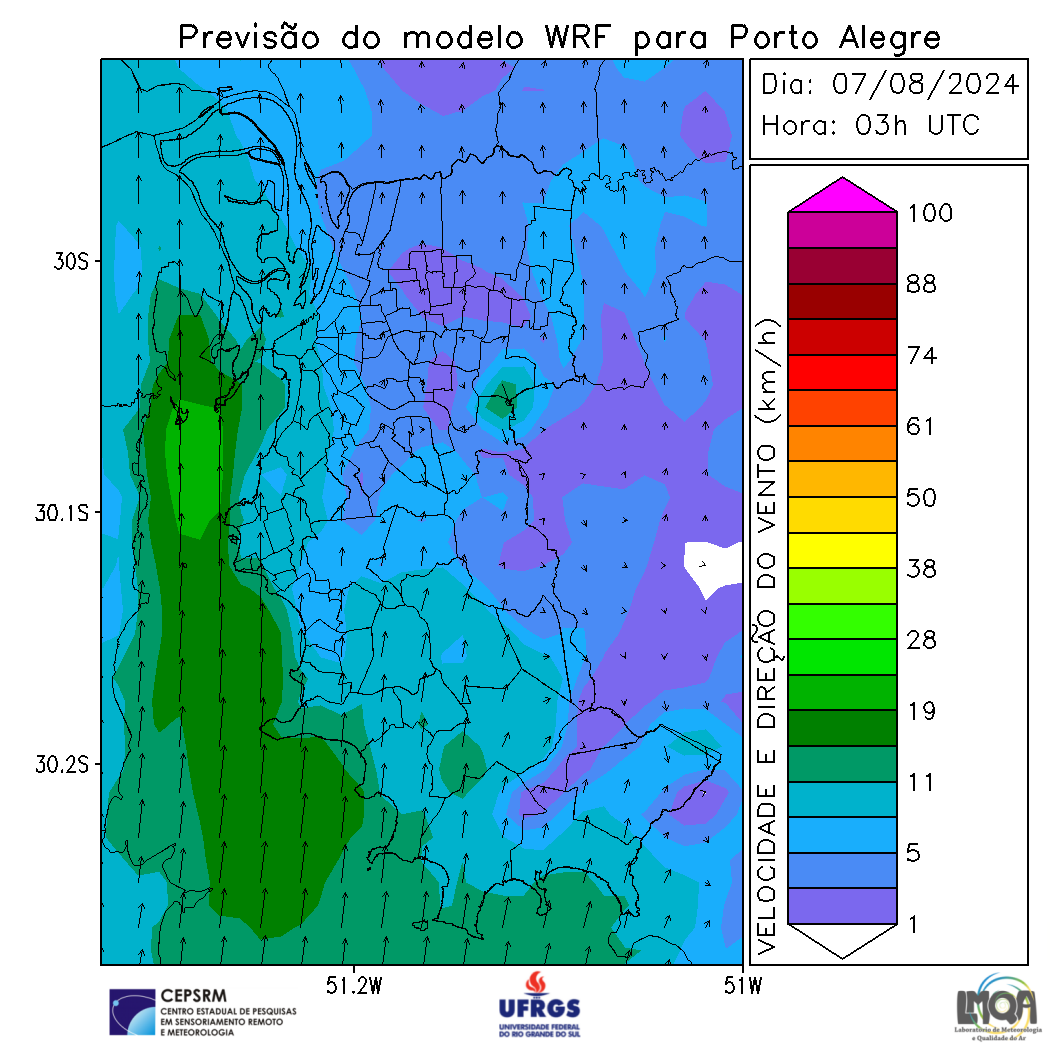 Previsão do modelo WRF para Porto Alegre
Dia: 07/08/2024
Hora: 03h UTC
30S
30.1S
30.2S
51.2W
51W
VELOCIDADE E DIREÇÃO DO VENTO (km/h)
100
88
74
61
50
38
28
19
11
5
1
CEPSRM
CENTRO ESTADUAL DE PESQUISAS
EM SENSORIAMENTO REMOTO
E METEOROLOGIA
UFRGS
UNIVERSIDADE FEDERAL
DO RIO GRANDE DO SUL
LMQA
Laboratório de Meteorologia
e Qualidade do Ar